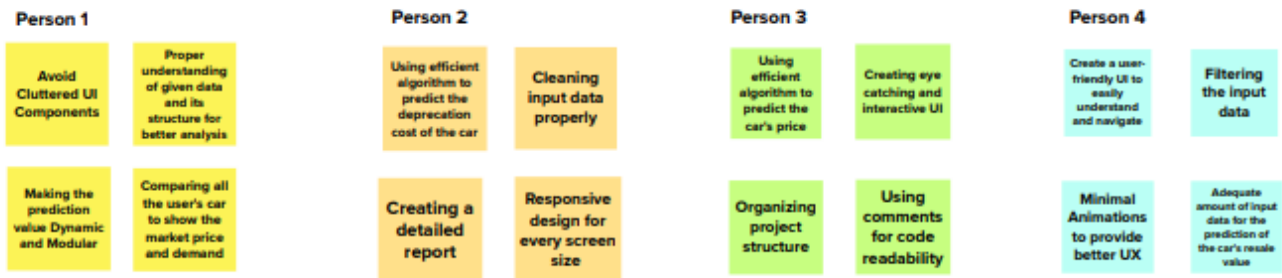 Person 1
Avoid
Cluttered UI
Components
Proper
understanding
of given data
and its
structure for
better analysis
Making the
prediction
value Dynamic
and Modular
Comparing all
the user's car
to show the
market price
and demand
Person 2
Using efficient
algorithm to
predict the
deprecation
cost of the car
Cleaning
input data
properly
Creating a
detailed
report
Responsive
design for
every screen
size
Person 3
Using
efficient
algorithm to
predict the
car's price
Creating eye
catching and
interactive UI
Organizing
project
structure
Using
comments
for code
readability
Person 4
Create a user-
friendly UI to
easily
understand
and navigate
Filtering
the input
data
Minimal
Animations
to provide
better UX
Adequate
amount of input
data for the
prediction of
the car's resale
value